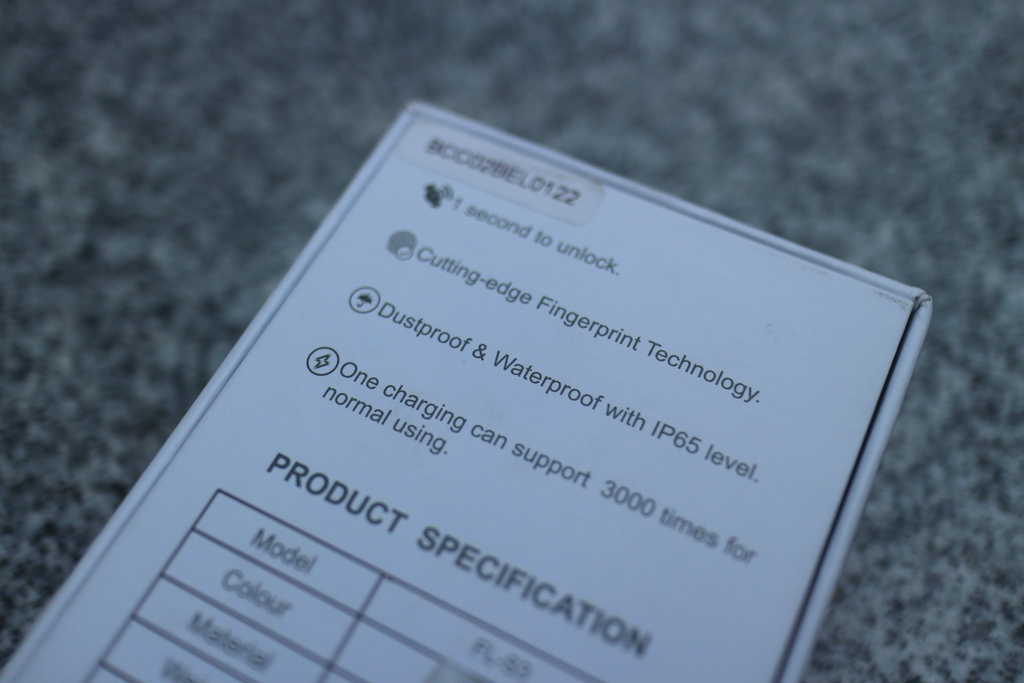 BCC02BEL0122
1 second to unlock.
Cutting-edge Fingerprint Technology.
Dustproof & Waterproof with IP65 level.
One charging can support 3000 times for
normal using.
PRODUCT SPECIFICATION
Model
Colour
Material